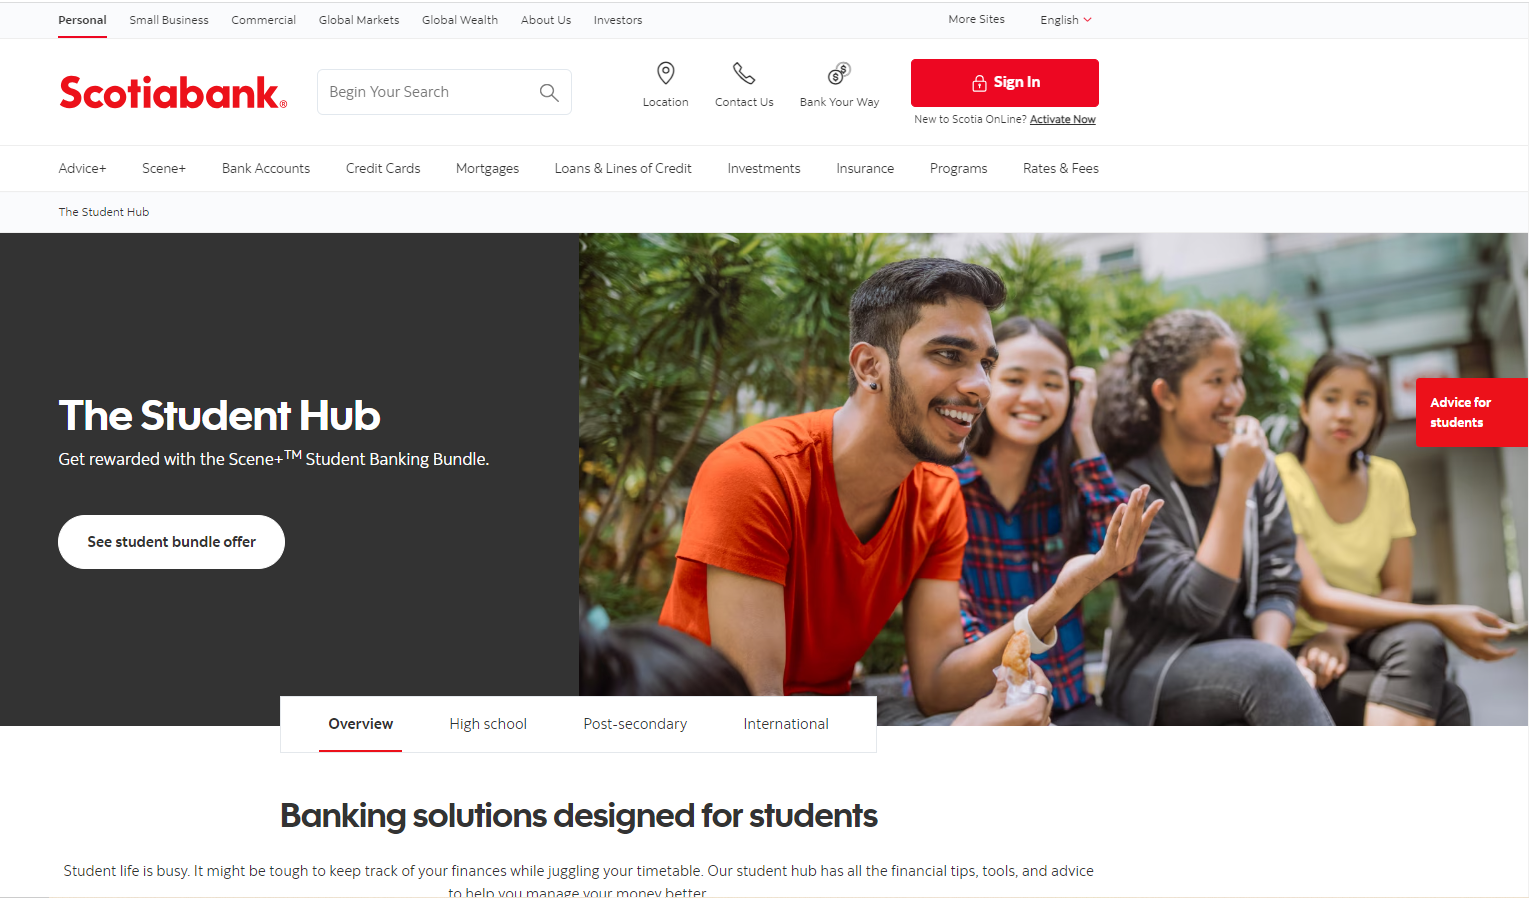 Personal Small Business Commercial Global Markets Global Wealth About Us Investors More Sites English
Scotiabank®
Begin Your Search
Location Contact Us Bank Your Way
Sign In
New to Scotia OnLine? Activate Now
Advice+ Scene+ Bank Accounts Credit Cards Mortgages Loans & Lines of Credit Investments Insurance Programs Rates & Fees
The Student Hub
The Student Hub
Get rewarded with the Scene+™ Student Banking Bundle.
See student bundle offer
Advice for
students
Overview High school Post-secondary International
Banking solutions designed for students
Student life is busy. It might be tough to keep track of your finances while juggling your timetable. Our student hub has all the financial tips, tools, and advice
to help you manage your money better.